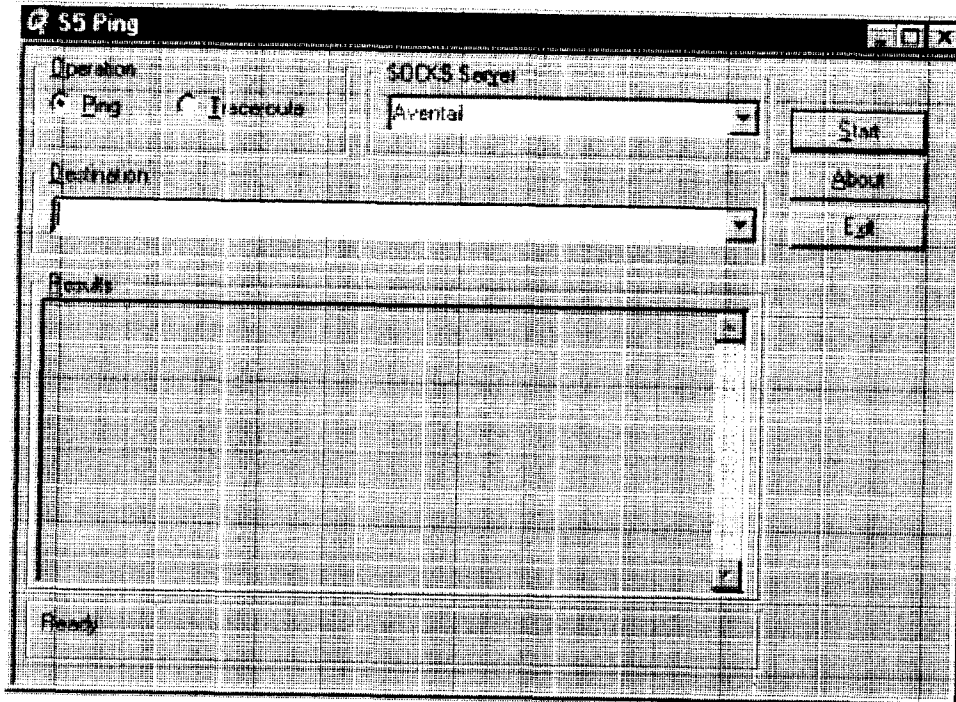 S5 Ping
Operation
Ping
Traceroute
SOCKS Server
Aventail
Start
Destination
About
Exit
Results
Ready